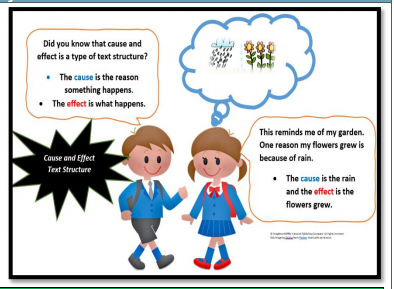 Did you know that cause and
effect is a type of text structure?
• The cause is the reason
something happens.
• The effect is what happens.
Cause and Effect
Text Structure
This reminds me of my garden.
One reason my flowers grew is
because of rain.
• The cause is the rain
and the effect is the
flowers grew.